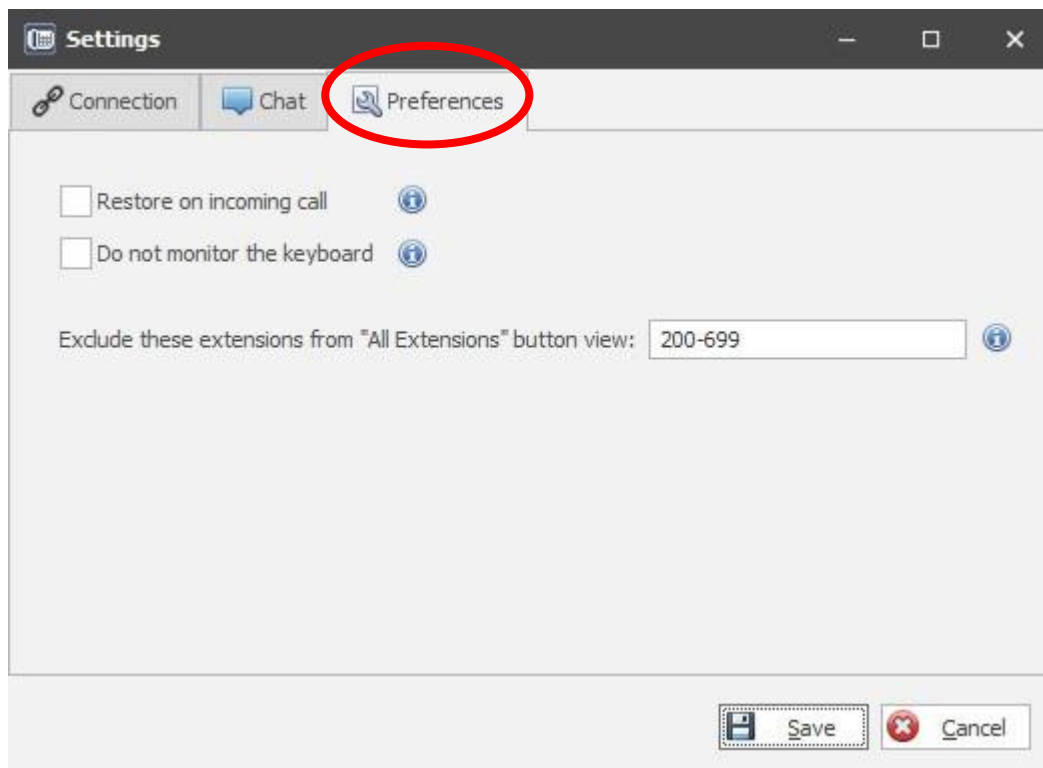 Settings
Connection Chat Preferences
Restore on incoming call
Do not monitor the keyboard
Exclude these extensions from "All Extensions" button view: 200-699
Save Cancel